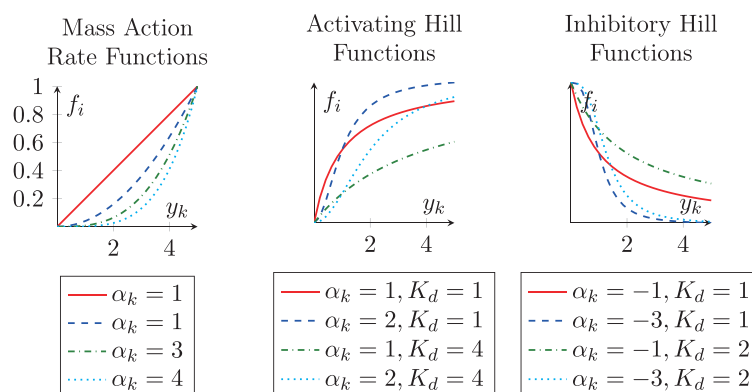 Mass Action
Rate Functions
Activating Hill
Functions
Inhibitory Hill
Functions
1
0.8
0.6
0.4
0.2
f_i
y_k
2 4
f_i
y_k
2 4
f_i
y_k
2 4
α_k = 1
α_k = 1
α_k = 3
α_k = 4
α_k = 1, K_d = 1
α_k = 2, K_d = 1
α_k = 1, K_d = 4
α_k = 2, K_d = 4
α_k = −1, K_d = 1
α_k = −3, K_d = 1
α_k = −1, K_d = 2
α_k = −3, K_d = 2